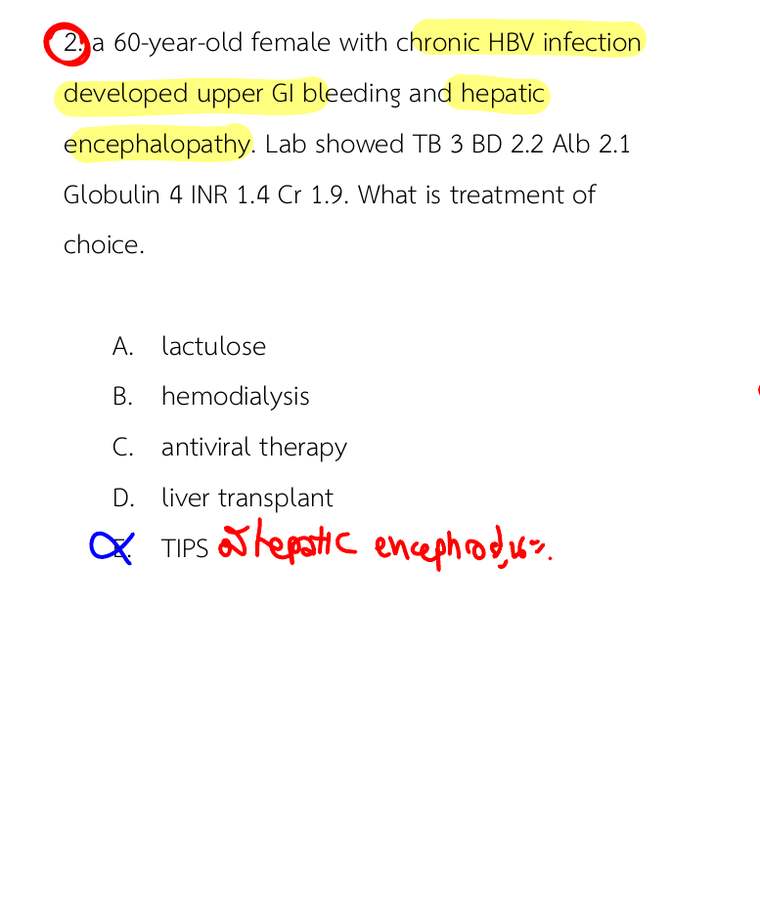 2. a 60-year-old female with chronic HBV infection
developed upper GI bleeding and hepatic
encephalopathy. Lab showed TB 3 BD 2.2 Alb 2.1
Globulin 4 INR 1.4 Cr 1.9. What is treatment of
choice.
A. lactulose
B. hemodialysis
C. antiviral therapy
D. liver transplant
E. TIPS hepatic